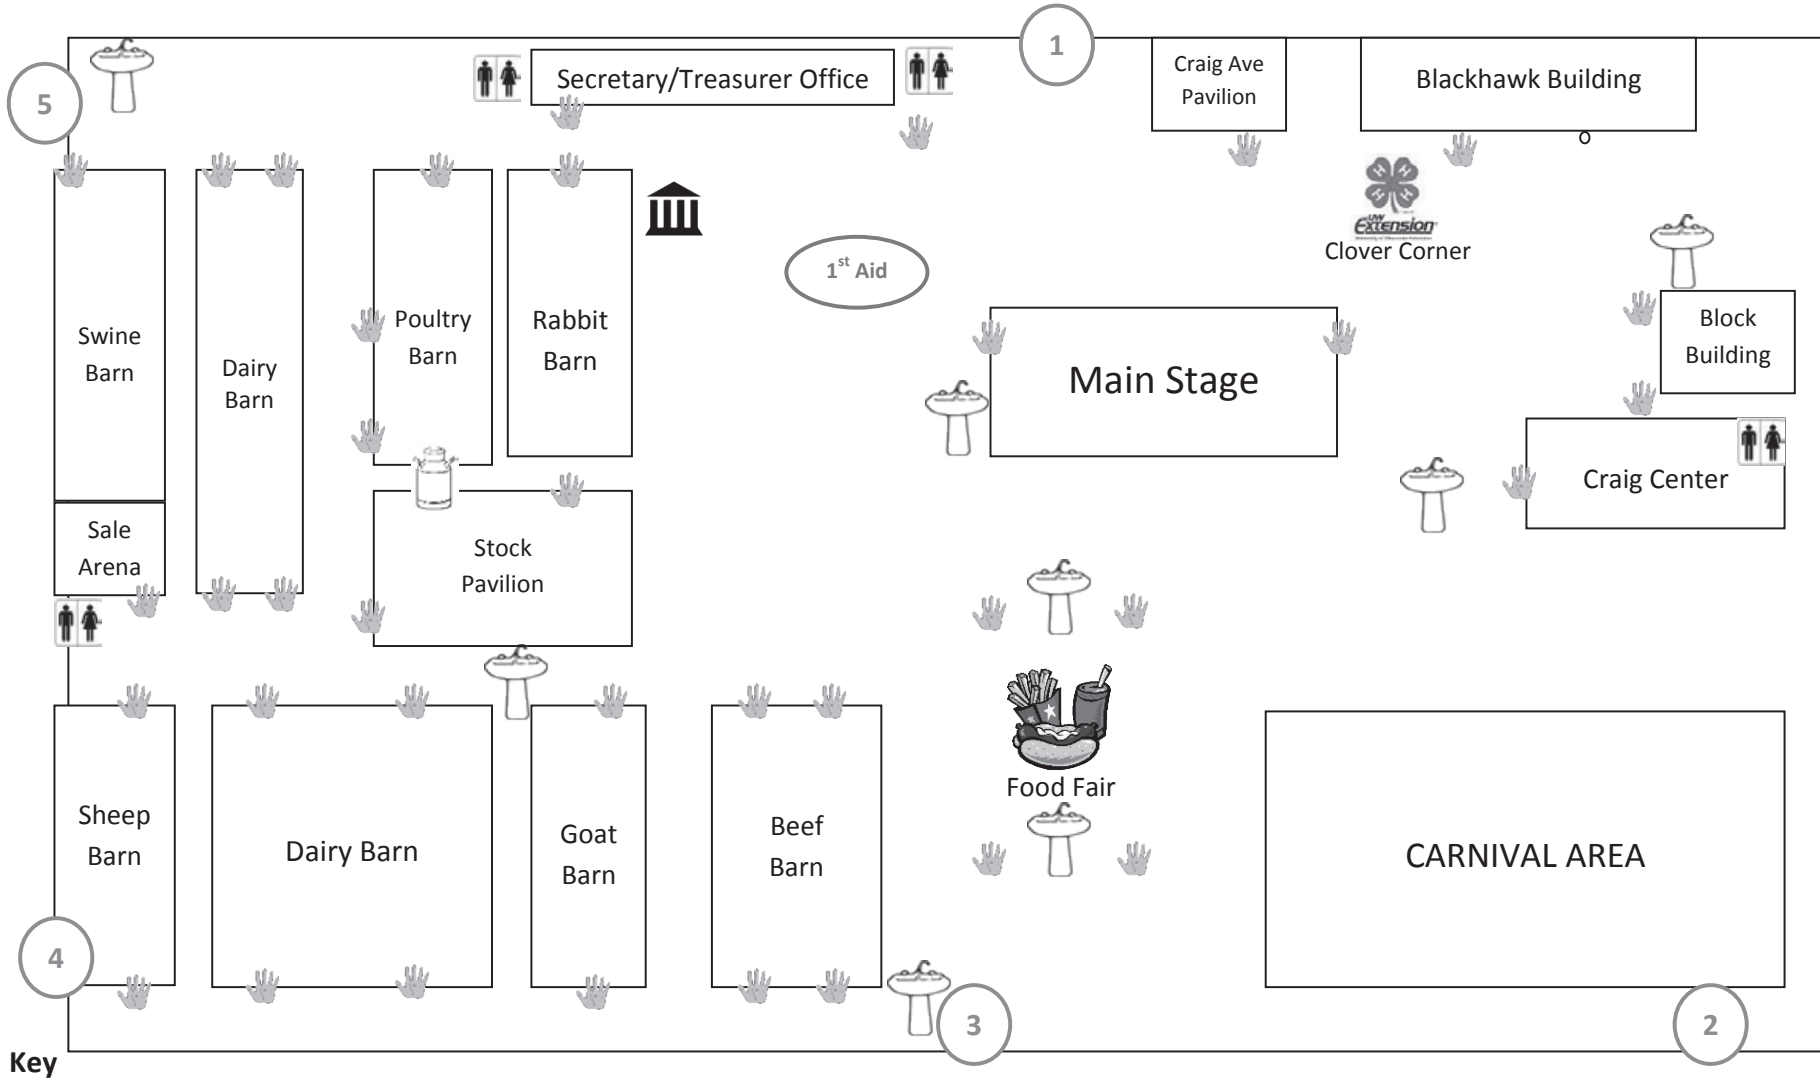 1
5
Secretary/Treasurer Office
Craig Ave
Pavilion
Blackhawk Building
H H
H H
UW
Extension
Clover Corner
1st Aid
Swine
Barn
Dairy
Barn
Poultry
Barn
Rabbit
Barn
Main Stage
Block
Building
Craig Center
Sale
Arena
Stock
Pavilion
Food Fair
Sheep
Barn
Dairy Barn
Goat
Barn
Beef
Barn
CARNIVAL AREA
4
3
2
Key